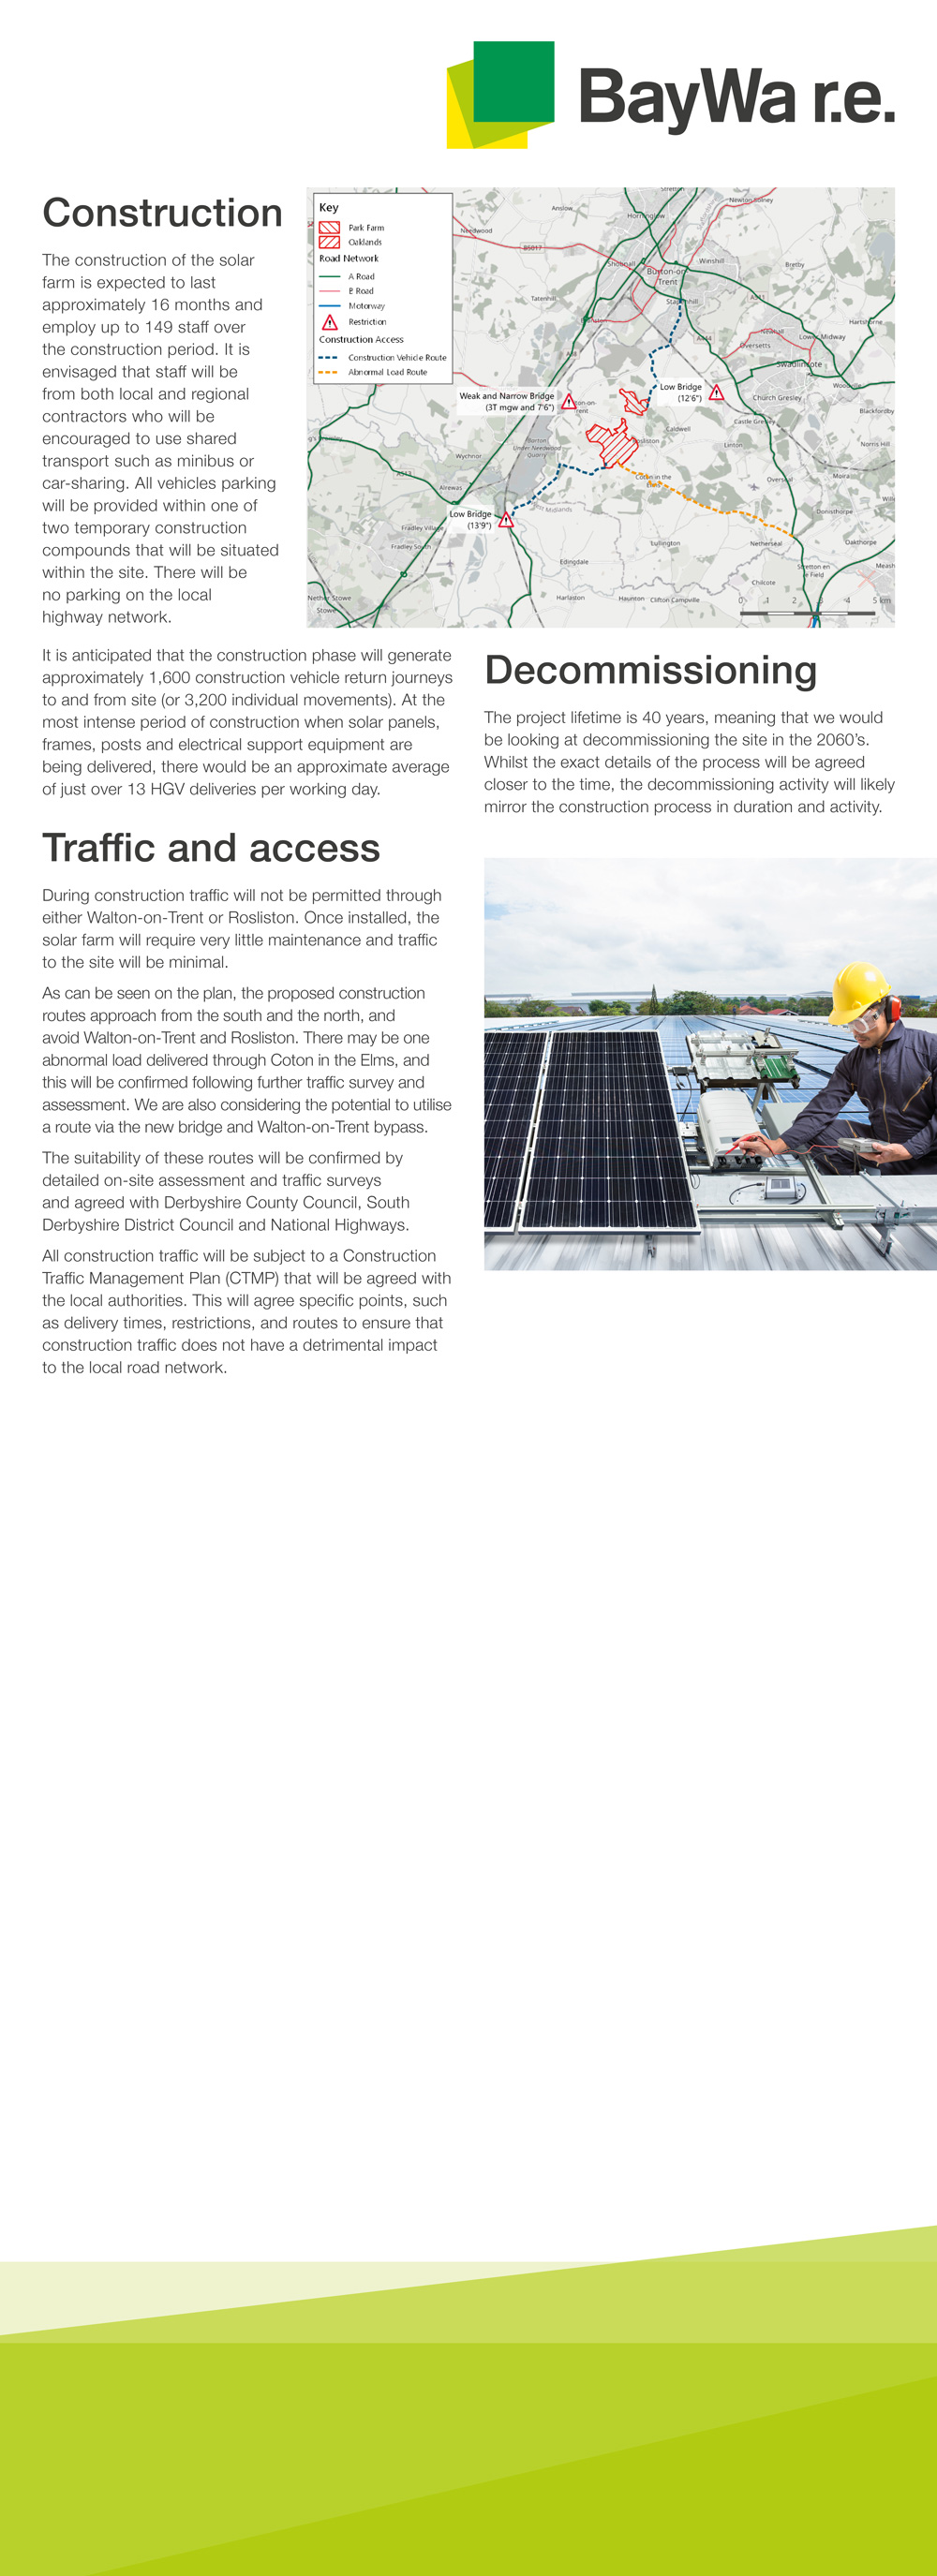 BayWa r.e.
Construction
The construction of the solar
farm is expected to last
approximately 16 months and
employ up to 149 staff over
the construction period. It is
envisaged that staff will be
from both local and regional
contractors who will be
encouraged to use shared
transport such as minibus or
car-sharing. All vehicles parking
will be provided within one of
two temporary construction
compounds that will be situated
within the site. There will be
no parking on the local
highway network.
Key
Park Farm
Oaklands
Road Network
A Road
B Road
Motorway
Restriction
Construction Access
Construction Vehicle Route
Abnormal Load Route
Stretton
Anslow
Newton Solney
Horninglow
Needwood
B5017
Shobnall
Burton-on-
Trent
Winshill
Bretby
Stapenhill
Tatenhill
A511
Hartshorne
Newhall
Lower Midway
A444
Oversetts
A38
Swadlincote
Woodville
Weak and Narrow Bridge
(3T mgw and 7'6")
Low Bridge
(12'6")
Church Gresley
Blackfordby
Castle Gresley
Caldwell
Rosliston
Linton
Norris Hill
Barton
Under Needwood
Quarry
Wychnor
A513
Coton in the
Elms
Overseal
Moira
Alrewas
The Midlands
Donisthorpe
Low Bridge
(13'9")
Fradley Village
Fradley South
Lullington
Netherseal
Oakthorpe
Edingdale
Stretton en
le Field
Chilcote
Nether Stowe
Stowe
Harlaston
Haunton
Clifton Campville
0 1 2 3 4 5 km
It is anticipated that the construction phase will generate
approximately 1,600 construction vehicle return journeys
to and from site (or 3,200 individual movements). At the
most intense period of construction when solar panels,
frames, posts and electrical support equipment are
being delivered, there would be an approximate average
of just over 13 HGV deliveries per working day.
Traffic and access
During construction traffic will not be permitted through
either Walton-on-Trent or Rosliston. Once installed, the
solar farm will require very little maintenance and traffic
to the site will be minimal.
As can be seen on the plan, the proposed construction
routes approach from the south and the north, and
avoid Walton-on-Trent and Rosliston. There may be one
abnormal load delivered through Coton in the Elms, and
this will be confirmed following further traffic survey and
assessment. We are also considering the potential to utilise
a route via the new bridge and Walton-on-Trent bypass.
The suitability of these routes will be confirmed by
detailed on-site assessment and traffic surveys
and agreed with Derbyshire County Council, South
Derbyshire District Council and National Highways.
All construction traffic will be subject to a Construction
Traffic Management Plan (CTMP) that will be agreed with
the local authorities. This will agree specific points, such
as delivery times, restrictions, and routes to ensure that
construction traffic does not have a detrimental impact
to the local road network.
Decommissioning
The project lifetime is 40 years, meaning that we would
be looking at decommissioning the site in the 2060's.
Whilst the exact details of the process will be agreed
closer to the time, the decommissioning activity will likely
mirror the construction process in duration and activity.